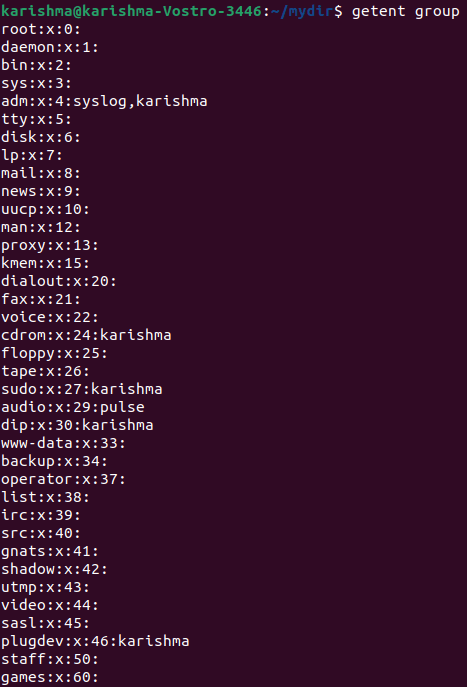 karishma@karishma-Vostro-3446:~/mydir$ getent group
root:x:0:
daemon:x:1:
bin:x:2:
sys:x:3:
adm:x:4:syslog,karishma
tty:x:5:
disk:x:6:
lp:x:7:
mail:x:8:
news:x:9:
uucp:x:10:
man:x:12:
proxy:x:13:
kmem:x:15:
dialout:x:20:
fax:x:21:
voice:x:22:
cdrom:x:24:karishma
floppy:x:25:
tape:x:26:
sudo:x:27:karishma
audio:x:29:pulse
dip:x:30:karishma
www-data:x:33:
backup:x:34:
operator:x:37:
list:x:38:
irc:x:39:
src:x:40:
gnats:x:41:
shadow:x:42:
utmp:x:43:
video:x:44:
sasl:x:45:
plugdev:x:46:karishma
staff:x:50:
games:x:60: